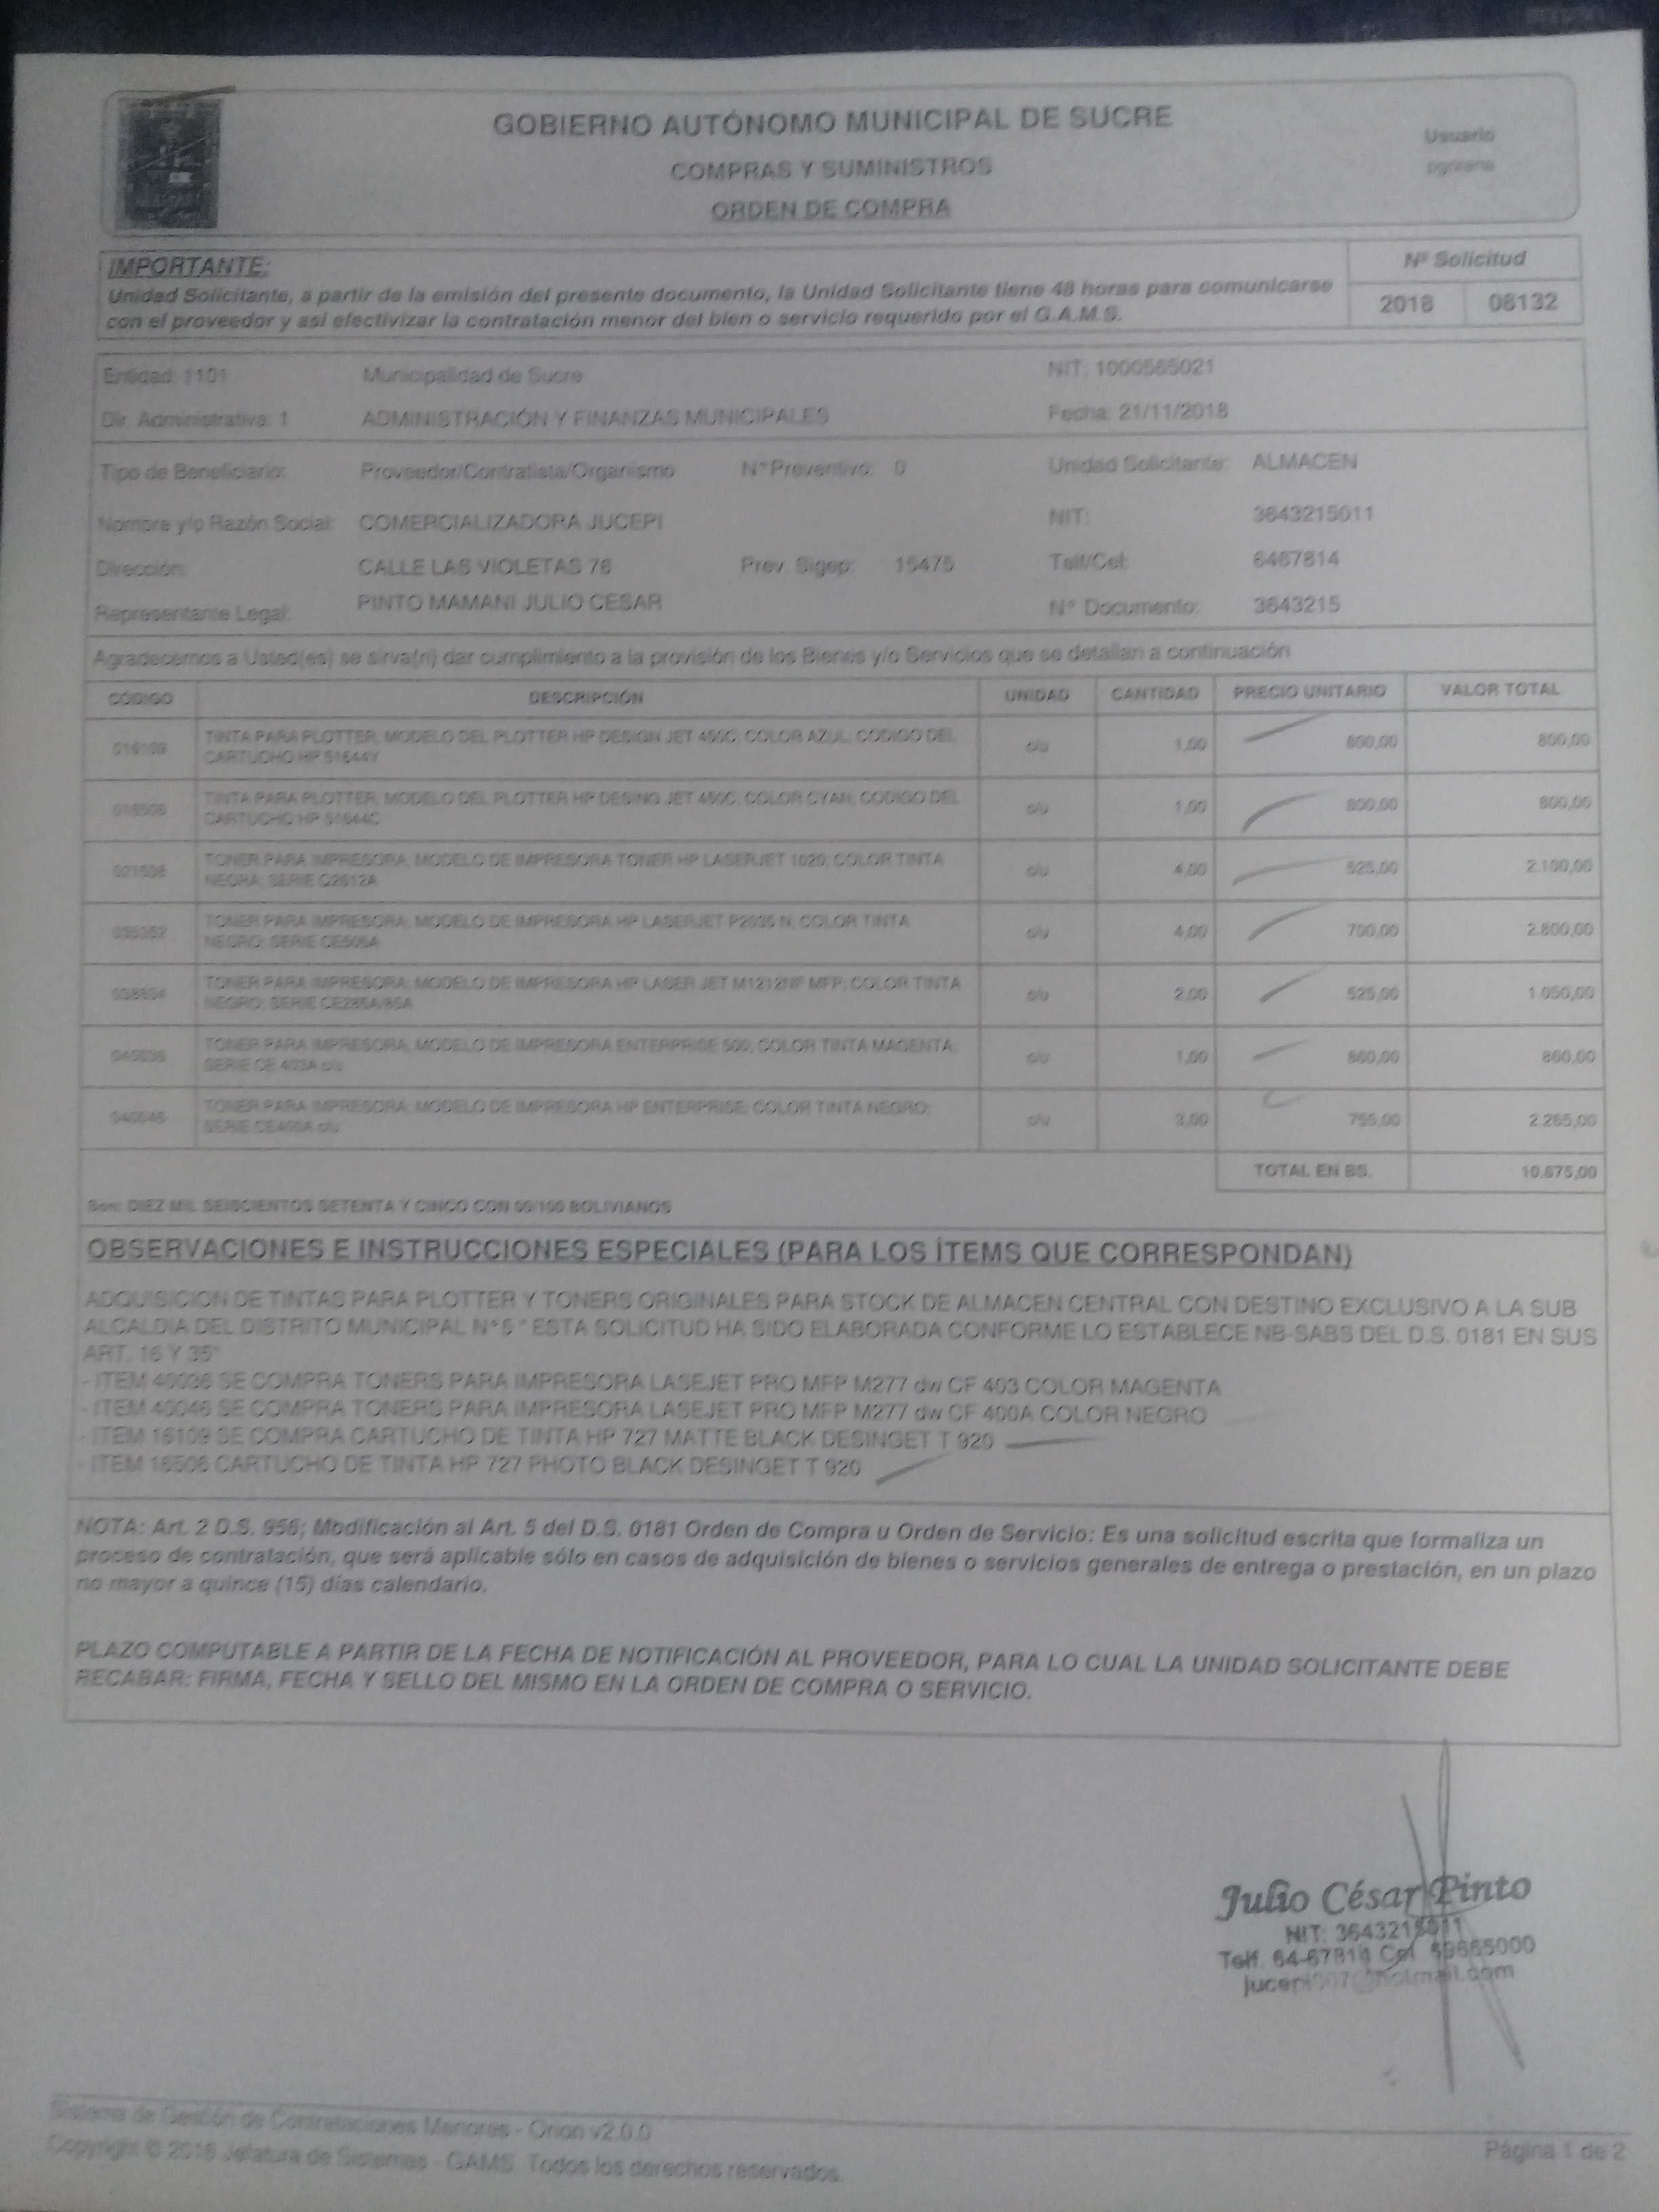 GOBIERNO AUTÓNOMO MUNICIPAL DE SUCRE
COMPRAS Y SUMINISTROS
ORDEN DE COMPRA
Usuario
IMPORTANTE:
Unidad Solicitante, a partir de la emisión del presente documento, la Unidad Solicitante tiene 48 horas para comunicarse
con el proveedor y así efectivizar la contratación menor del bien o servicio requerido por el G.A.M.S.
Nº Solicitud
2018 06132
Entidad: 1101 Municipalidad de Sucre NIT: 1000565021
Dir. Administrativa: 1 ADMINISTRACIÓN Y FINANZAS MUNICIPALES Fecha: 21/11/2018
Tipo de Beneficiario: Proveedor/Contratista/Organismo N° Preventivo: 0 Unidad Solicitante: ALMACEN
Nombre y/o Razón Social: COMERCIALIZADORA JUCEPI NIT: 3643215011
Dirección: CALLE LAS VIOLETAS 76 Prev. Sigep: 15475 Telf/Cel: 6467814
Representante Legal: PINTO MAMANI JULIO CESAR N° Documento: 3643215
Agradecemos a Usted(es) se sirva(n) dar cumplimiento a la provisión de los Bienes y/o Servicios que se detallan a continuación
CODIGO DESCRIPCION UNIDAD CANTIDAD PRECIO UNITARIO VALOR TOTAL
016109 TINTA PARA PLOTTER; MODELO DEL PLOTTER HP DESIGN JET 450C; COLOR AZUL; CODIGO DEL c/u 1,00 800,00 800,00
CARTUCHO HP 51644Y
016506 TINTA PARA PLOTTER; MODELO DEL PLOTTER HP DESING JET 450C; COLOR CYAN; CODIGO DEL c/u 1,00 800,00 800,00
CARTUCHO HP 51644C
TONER PARA IMPRESORA; MODELO DE IMPRESORA TONER HP LASERJET 1020; COLOR TINTA c/u 4,00 525,00 2.100,00
NEGRA; SERIE Q2612A
TONER PARA IMPRESORA; MODELO DE IMPRESORA HP LASERJET P2035 N; COLOR TINTA c/u 4,00 700,00 2.800,00
NEGRO; SERIE CE505A
TONER PARA IMPRESORA; MODELO DE IMPRESORA HP LASER JET M1212NF MFP; COLOR TINTA c/u 2,00 525,00 1.050,00
NEGRO; SERIE CE285A/85A
040036 TONER PARA IMPRESORA; MODELO DE IMPRESORA ENTERPRISE 500; COLOR TINTA MAGENTA; c/u 1,00 860,00 860,00
SERIE CE 403A c/u
040046 TONER PARA IMPRESORA; MODELO DE IMPRESORA HP ENTERPRISE; COLOR TINTA NEGRO; c/u 3,00 755,00 2.265,00
SERIE CE400A c/u
TOTAL EN BS. 10.675,00
Son: DIEZ MIL SEISCIENTOS SETENTA Y CINCO CON 00/100 BOLIVIANOS
OBSERVACIONES E INSTRUCCIONES ESPECIALES (PARA LOS ÍTEMS QUE CORRESPONDAN)
ADQUISICION DE TINTAS PARA PLOTTER Y TONERS ORIGINALES PARA STOCK DE ALMACEN CENTRAL CON DESTINO EXCLUSIVO A LA SUB
ALCALDIA DEL DISTRITO MUNICIPAL N° 5 " ESTA SOLICITUD HA SIDO ELABORADA CONFORME LO ESTABLECE NB-SABS DEL D.S. 0181 EN SUS
ART. 16 Y 35"
- ITEM 40036 SE COMPRA TONERS PARA IMPRESORA LASEJET PRO MFP M277 dw CF 403 COLOR MAGENTA
- ITEM 40046 SE COMPRA TONERS PARA IMPRESORA LASEJET PRO MFP M277 dw CF 400A COLOR NEGRO
- ITEM 16109 SE COMPRA CARTUCHO DE TINTA HP 727 MATTE BLACK DESINGET T 920
- ITEM 16506 CARTUCHO DE TINTA HP 727 PHOTO BLACK DESINGET T 920
NOTA: Art. 2 D.S. 956; Modificación al Art. 5 del D.S. 0181 Orden de Compra u Orden de Servicio: Es una solicitud escrita que formaliza un
proceso de contratación, que será aplicable sólo en casos de adquisición de bienes o servicios generales de entrega o prestación, en un plazo
no mayor a quince (15) días calendario.
PLAZO COMPUTABLE A PARTIR DE LA FECHA DE NOTIFICACIÓN AL PROVEEDOR, PARA LO CUAL LA UNIDAD SOLICITANTE DEBE
RECABAR: FIRMA, FECHA Y SELLO DEL MISMO EN LA ORDEN DE COMPRA O SERVICIO.
Julio César Pinto
NIT: 3643215011
Telf. 64-67814 Cel.
Sistema de Gestión de Contrataciones Menores - Orion v2.0.0
Copyright © 2016 Jefatura de Sistemas - GAMS. Todos los derechos reservados.
Página 1 de 2